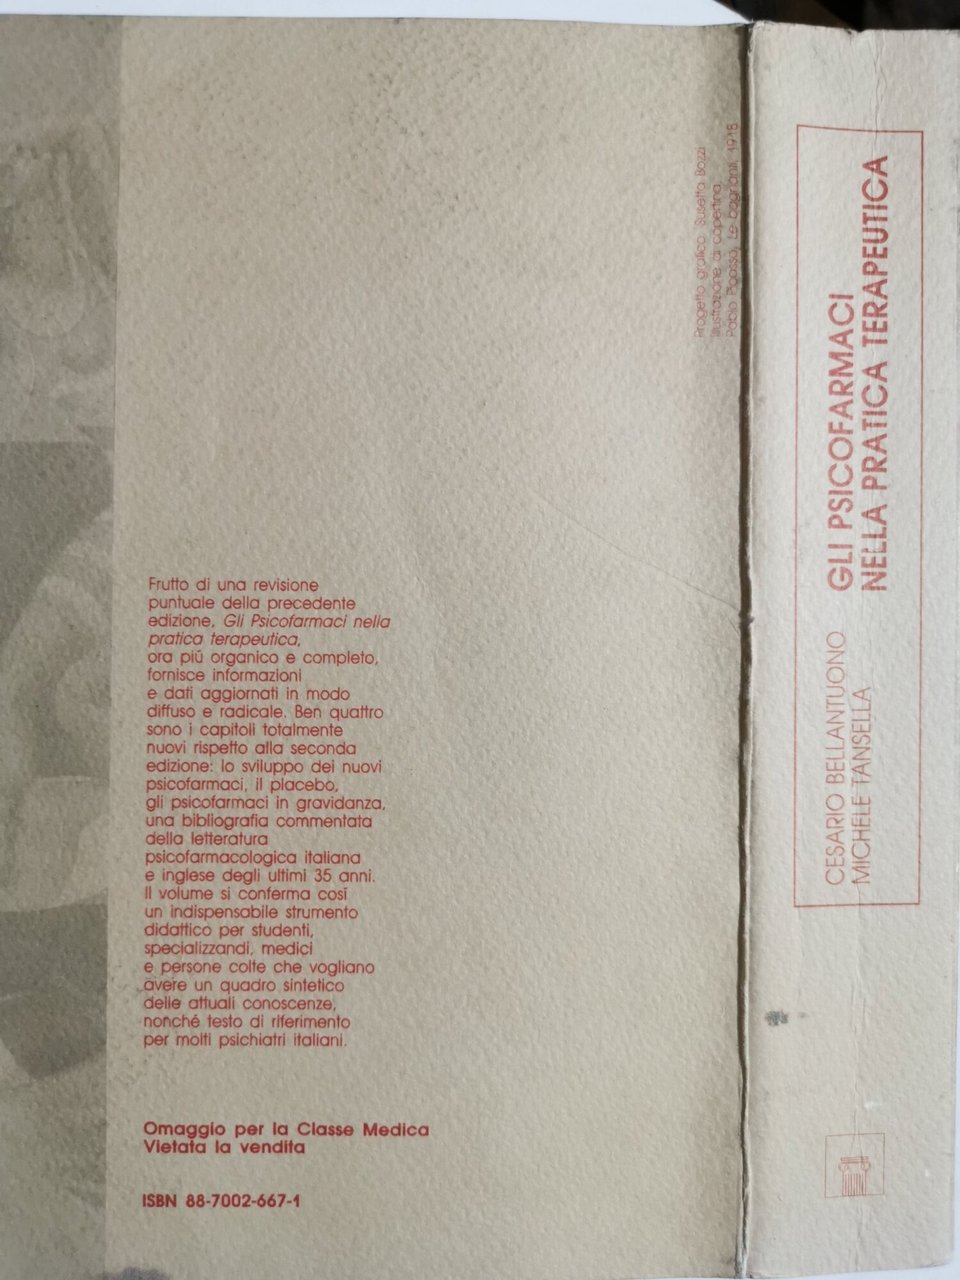 Frutto di una revisione
puntuale della precedente
edizione, Gli Psicofarmaci nella
pratica terapeutica,
ora più organico e completo,
fornisce informazioni
e dati aggiornati in modo
diffuso e radicale. Ben quattro
sono i capitoli totalmente
nuovi rispetto alla seconda
edizione: lo sviluppo dei nuovi
psicofarmaci, il placebo,
gli psicofarmaci in gravidanza,
una bibliografia commentata
della letteratura
psicofarmacologica italiana
e inglese degli ultimi 35 anni.
Il volume si conferma così
un indispensabile strumento
didattico per studenti,
specializzandi, medici
e persone colte che vogliano
avere un quadro sintetico
delle attuali conoscenze,
nonché testo di riferimento
per molti psichiatri italiani.
Omaggio per la Classe Medica
Vietata la vendita
ISBN 88-7002-667-1
Progetto grafico Susetta Bozzi
Illustrazione di copertina
Pablo Picasso, Le bagnanti, 1918
CESARIO BELLANTUONO
MICHELE TANSELLA
GLI PSICOFARMACI
NELLA PRATICA TERAPEUTICA